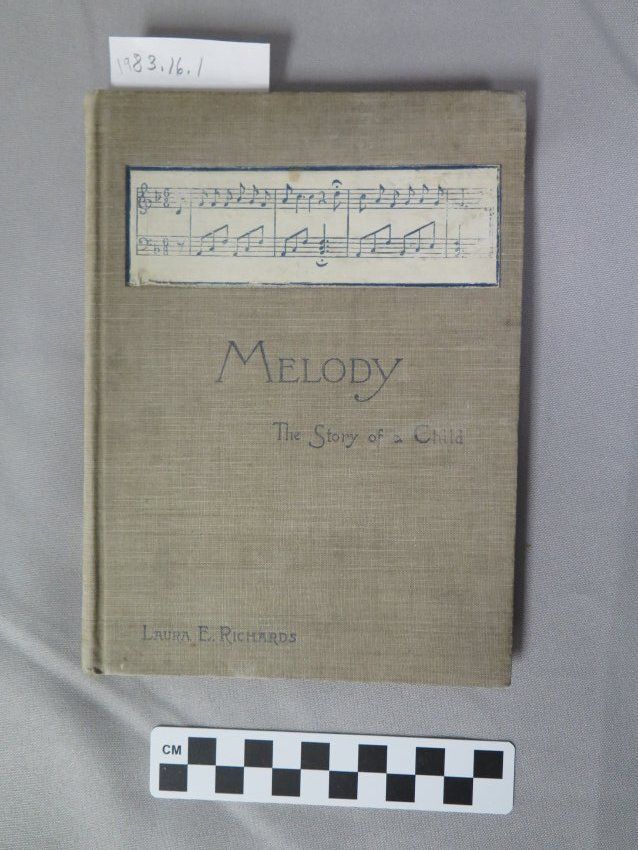 1983.16.1
MELODY
The Story of a Child
LAURA E. RICHARDS
CM